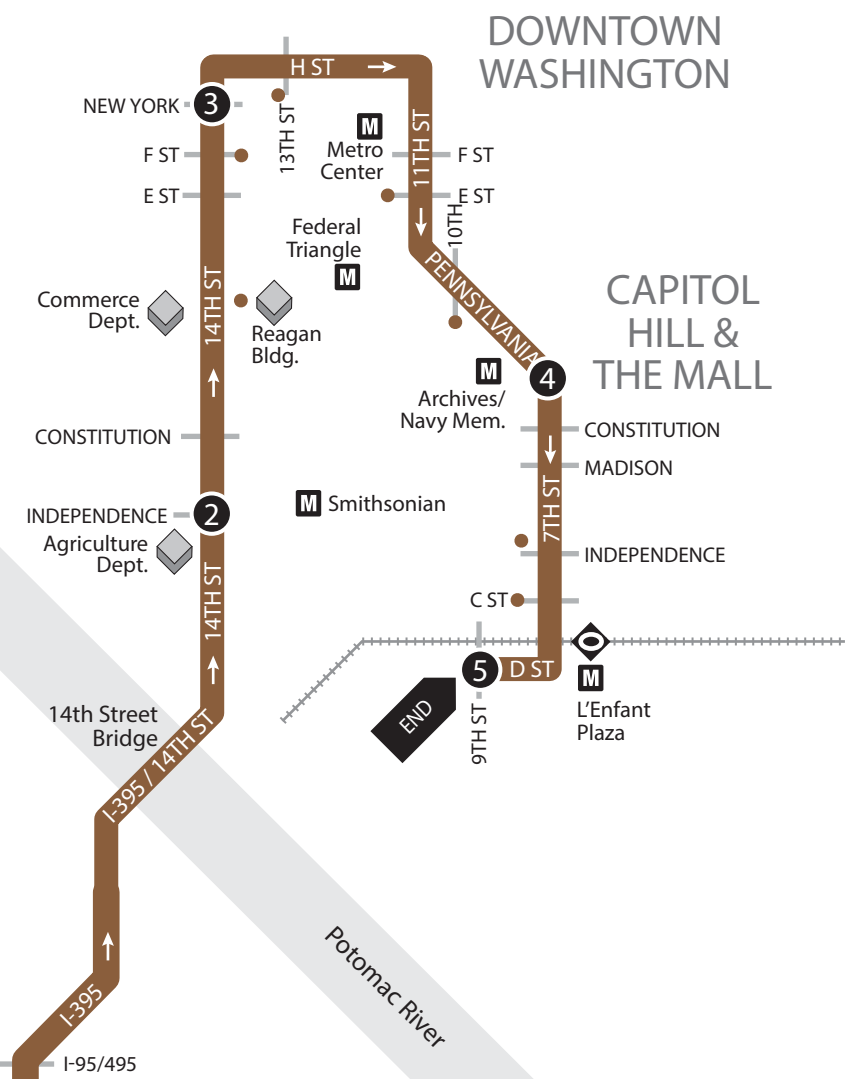 DOWNTOWN
WASHINGTON
H ST
NEW YORK
3
13TH ST
M
Metro
Center
11TH ST
F ST
F ST
E ST
E ST
10TH
Federal
Triangle
M
PENNSYLVANIA
14TH ST
Commerce
Dept.
Reagan
Bldg.
CAPITOL
HILL &
THE MALL
M
4
Archives/
Navy Mem.
CONSTITUTION
CONSTITUTION
MADISON
7TH ST
INDEPENDENCE
2
M Smithsonian
Agriculture
Dept.
INDEPENDENCE
14TH ST
C ST
5
D ST
M
L'Enfant
Plaza
END
9TH ST
14th Street
Bridge
I-395 / 14TH ST
Potomac River
I-395
I-95/495